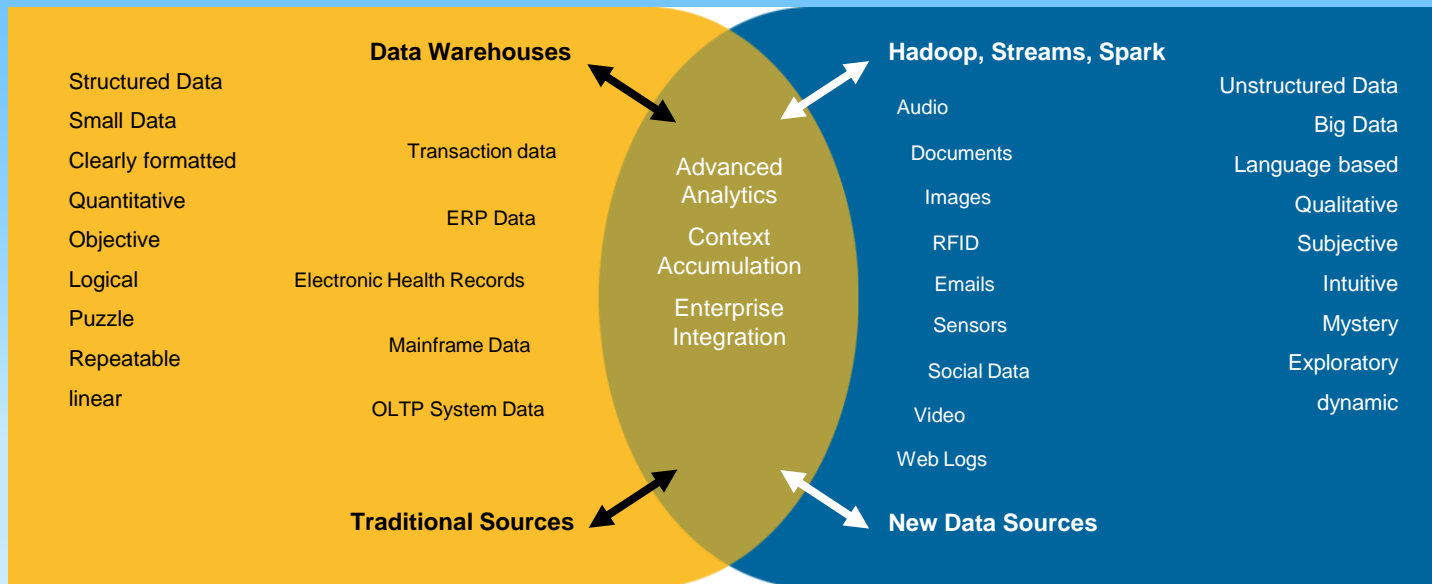 Data Warehouses
Structured Data
Small Data
Clearly formatted
Quantitative
Objective
Logical
Puzzle
Repeatable
linear
Transaction data
ERP Data
Electronic Health Records
Mainframe Data
OLTP System Data
Traditional Sources
Advanced
Analytics
Context
Accumulation
Enterprise
Integration
Hadoop, Streams, Spark
Audio
Documents
Images
RFID
Emails
Sensors
Social Data
Video
Web Logs
Unstructured Data
Big Data
Language based
Qualitative
Subjective
Intuitive
Mystery
Exploratory
dynamic
New Data Sources